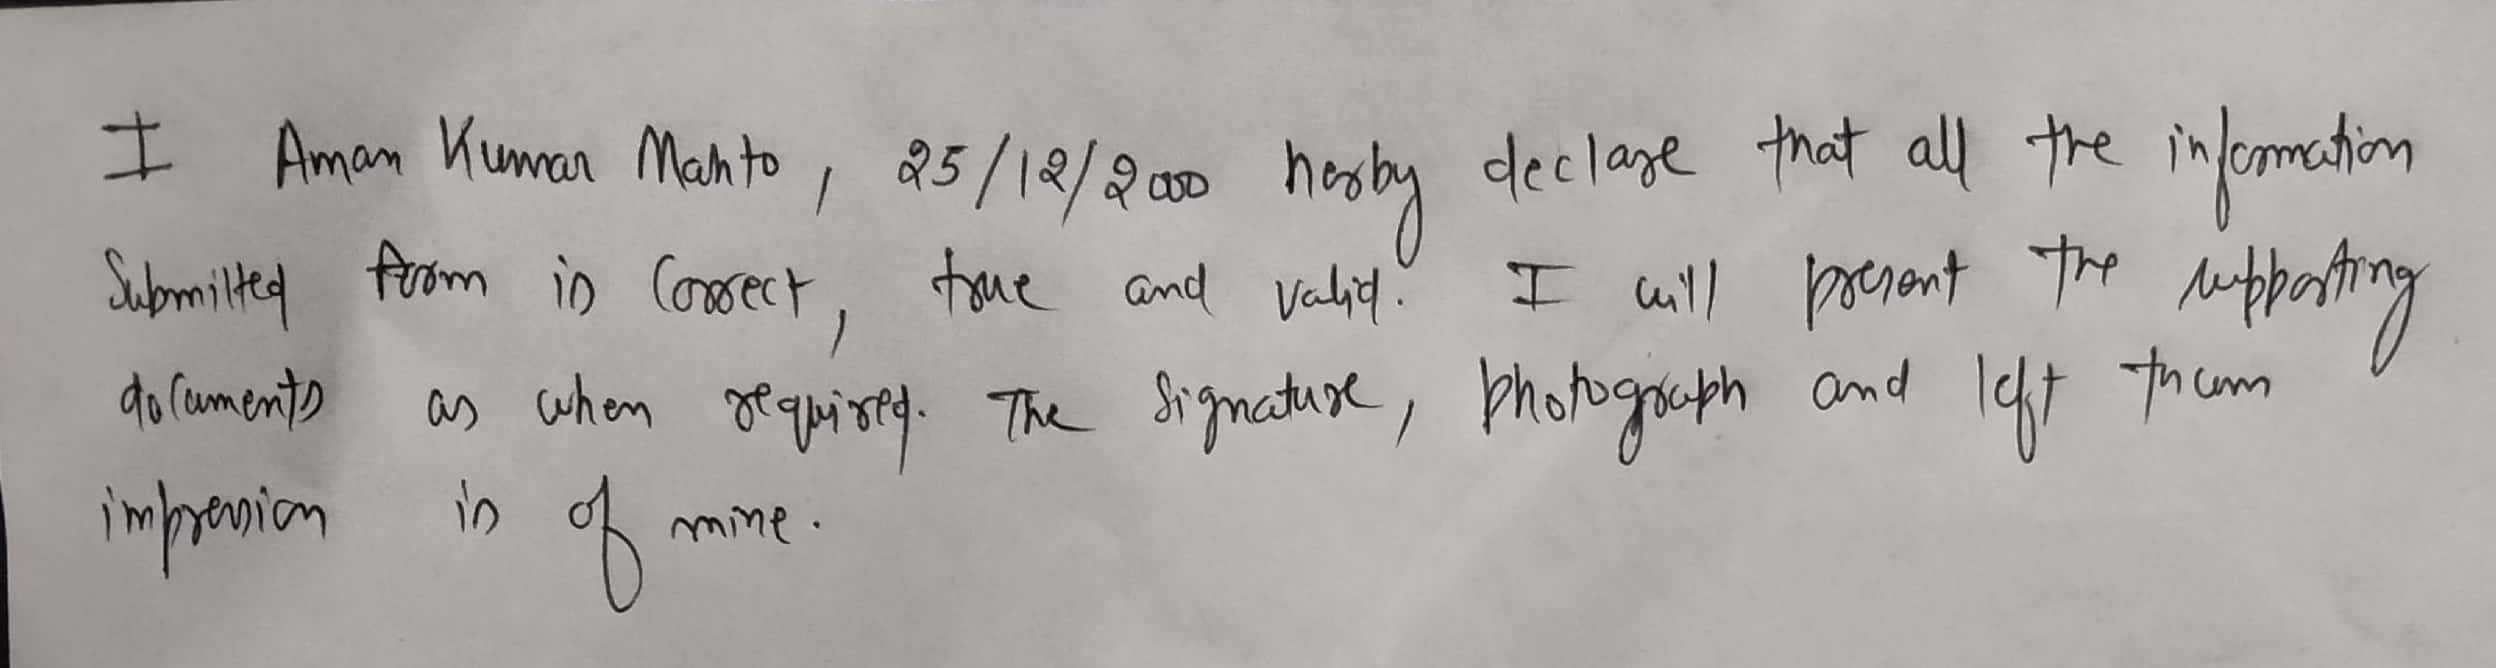 I Aman Kumar Mahto, 25/12/2000 herby declare that all the information
Submitted form is Correct, true and valid. I will present the supporting
documents as when required. The Signature, photograph and left thum
impression is of mine.